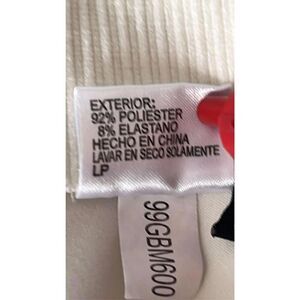 EXTERIOR:
92% POLIESTER
8% ELASTANO
HECHO EN CHINA
LAVAR EN SECO SOLAMENTE
LP
99GBM600